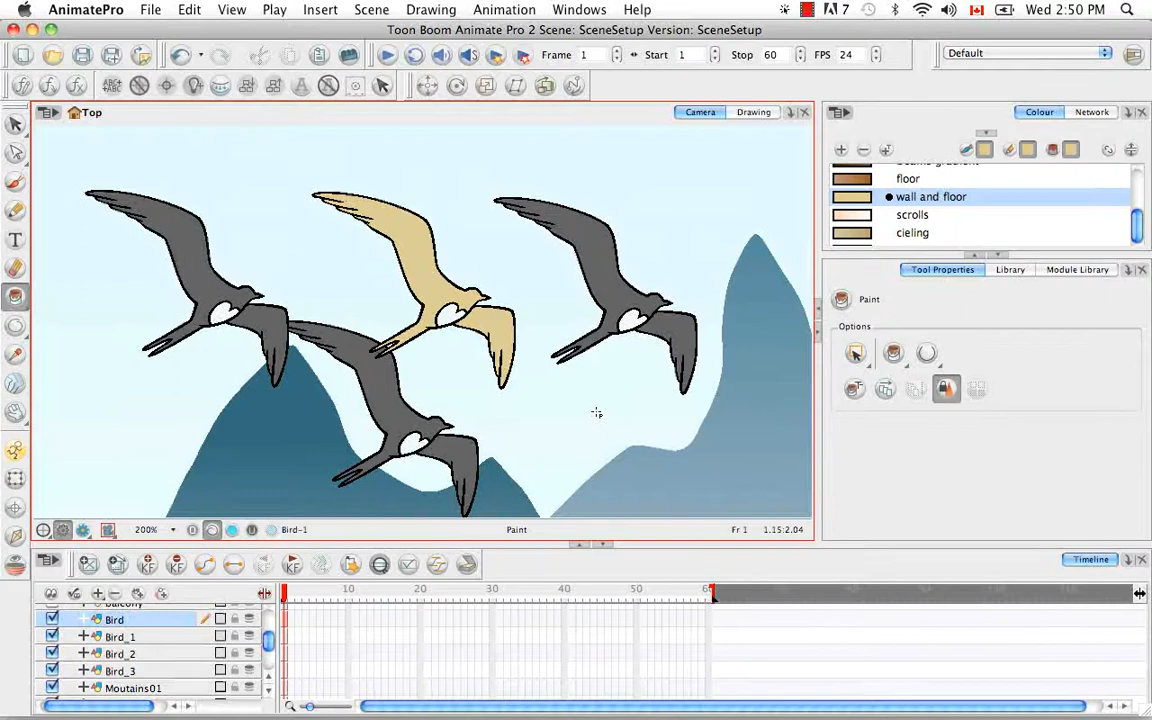 AnimatePro File Edit View Play Insert Scene Drawing Animation Windows Help A 7 Wed 2:50 PM
Toon Boom Animate Pro 2 Scene: SceneSetup Version: SceneSetup
Frame 1 Start 1 Stop 60 FPS 24 Default
Top Camera Drawing Colour Network
floor
wall and floor
scrolls
cieling
Tool Properties Library Module Library
Paint
Options
200% Bird-1 Paint Fr 1 1.15:2.04
Timeline
10 20 30 40 50 60
Balcony
Bird
Bird_1
Bird_2
Bird_3
Moutains01